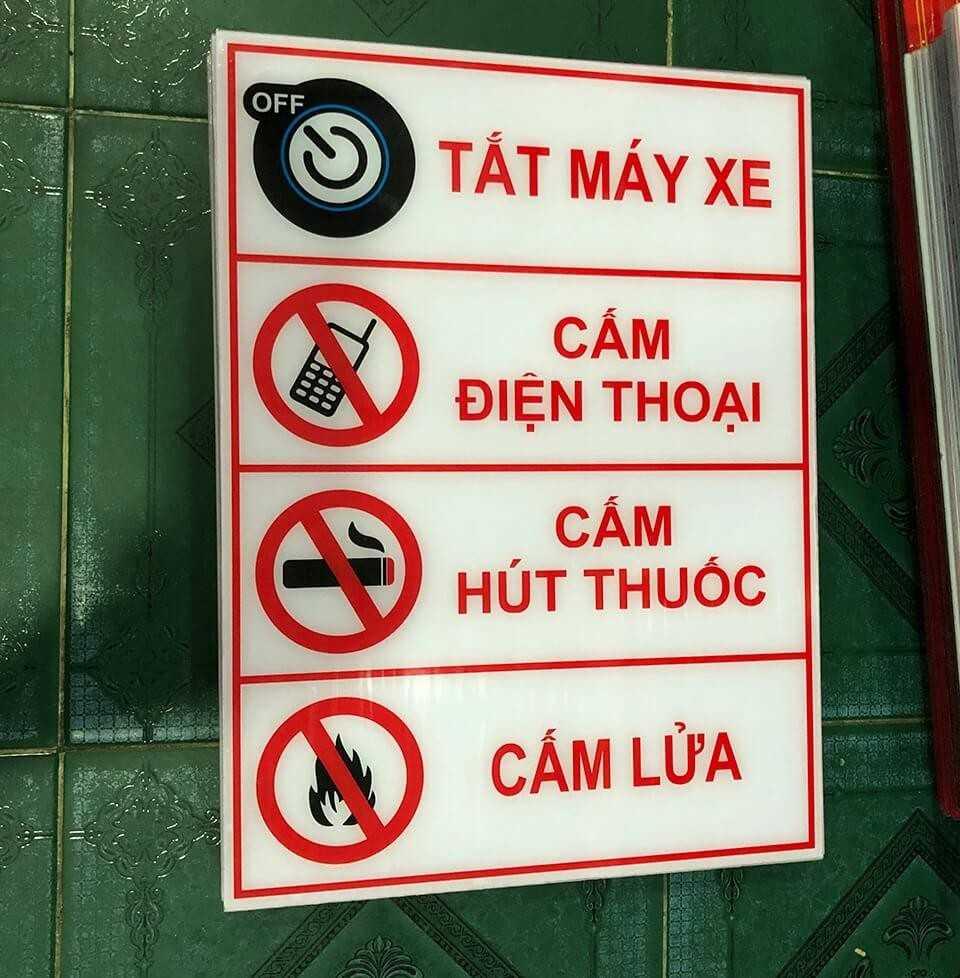 OFF
TẮT MÁY XE
CẤM
ĐIỆN THOẠI
CẤM
HÚT THUỐC
CẤM LỬA